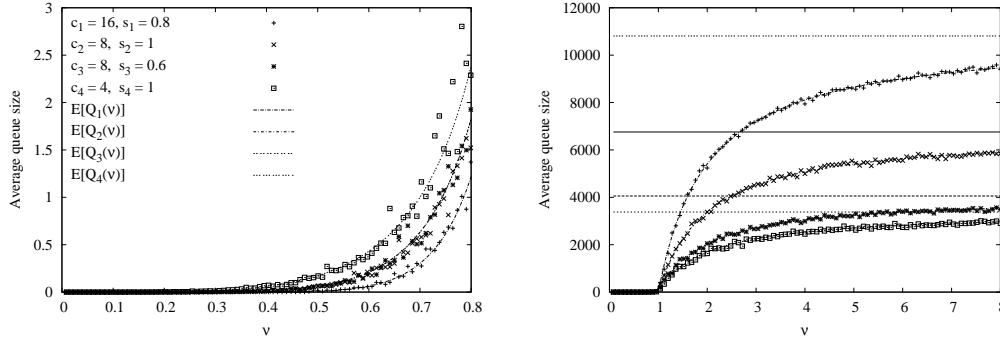 3
2.5
2
1.5
1
0.5
0
Average queue size
c₁ = 16, s₁ = 0.8
c₂ = 8, s₂ = 1
c₃ = 8, s₃ = 0.6
c₄ = 4, s₄ = 1
E[Q₁(ν)]
E[Q₂(ν)]
E[Q₃(ν)]
E[Q₄(ν)]
0 0.1 0.2 0.3 0.4 0.5 0.6 0.7 0.8
ν
12000
10000
8000
6000
4000
2000
0
Average queue size
0 1 2 3 4 5 6 7 8
ν